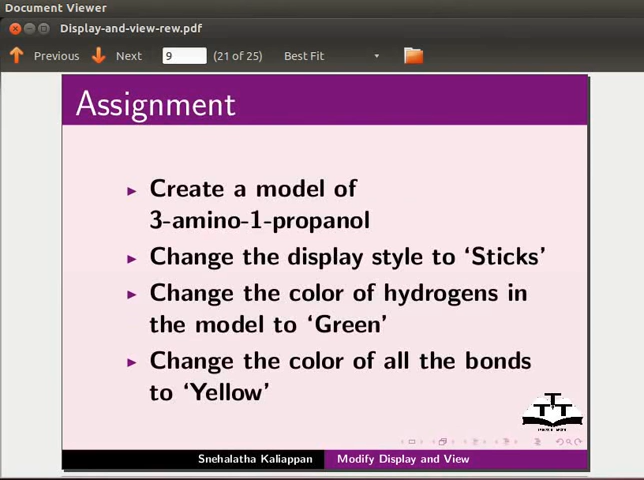 Document Viewer
Display-and-view-rew.pdf
Previous Next 9 (21 of 25) Best Fit
Assignment
Create a model of
3-amino-1-propanol
Change the display style to ‘Sticks’
Change the color of hydrogens in
the model to ‘Green’
Change the color of all the bonds
to ‘Yellow’
Snehalatha Kaliappan Modify Display and View